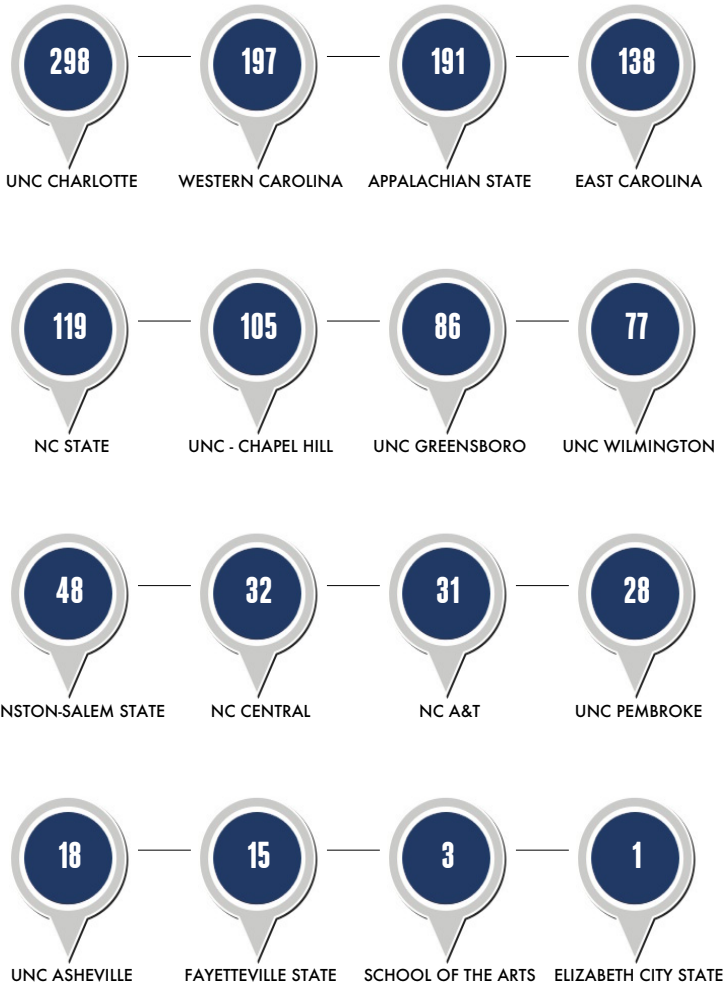 298 197 191 138
UNC CHARLOTTE WESTERN CAROLINA APPALACHIAN STATE EAST CAROLINA
119 105 86 77
NC STATE UNC - CHAPEL HILL UNC GREENSBORO UNC WILMINGTON
48 32 31 28
NSTON-SALEM STATE NC CENTRAL NC A&T UNC PEMBROKE
18 15 3 1
UNC ASHEVILLE FAYETTEVILLE STATE SCHOOL OF THE ARTS ELIZABETH CITY STATE